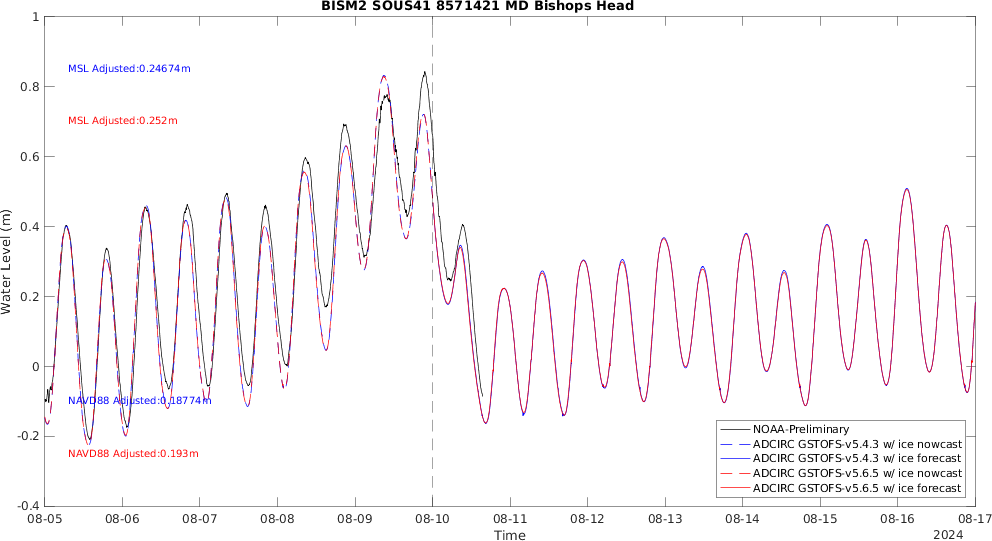 BISM2 SOUS41 8571421 MD Bishops Head
1
0.8
0.6
0.4
0.2
0
-0.2
-0.4
Water Level (m)
MSL Adjusted:0.24674m
MSL Adjusted:0.252m
NAVD88 Adjusted:0.18774m
NAVD88 Adjusted:0.193m
NOAA-Preliminary
ADCIRC GSTOFS-v5.4.3 w/ ice nowcast
ADCIRC GSTOFS-v5.4.3 w/ ice forecast
ADCIRC GSTOFS-v5.6.5 w/ ice nowcast
ADCIRC GSTOFS-v5.6.5 w/ ice forecast
08-05 08-06 08-07 08-08 08-09 08-10 08-11 08-12 08-13 08-14 08-15 08-16 08-17
Time
2024